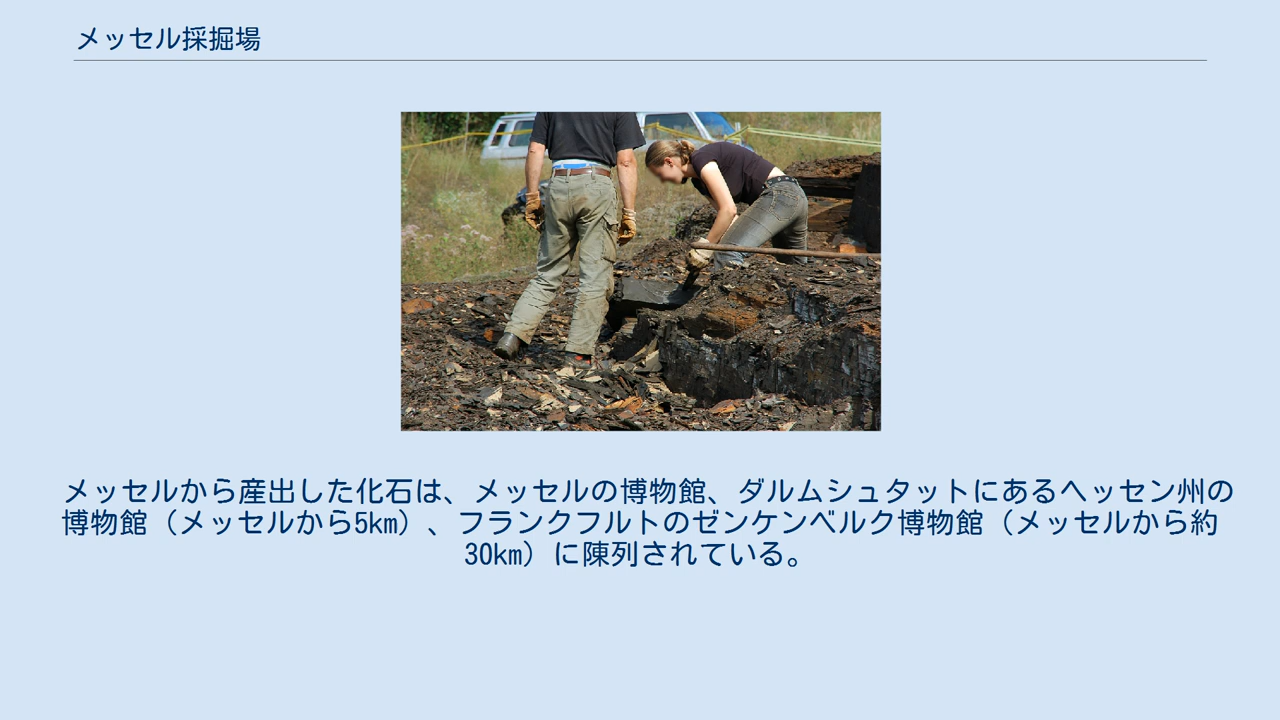 メッセル採掘場
メッセルから産出した化石は、メッセルの博物館、ダルムシュタットにあるヘッセン州の
博物館（メッセルから5km）、フランクフルトのゼンケンベルク博物館（メッセルから約
30km）に陳列されている。